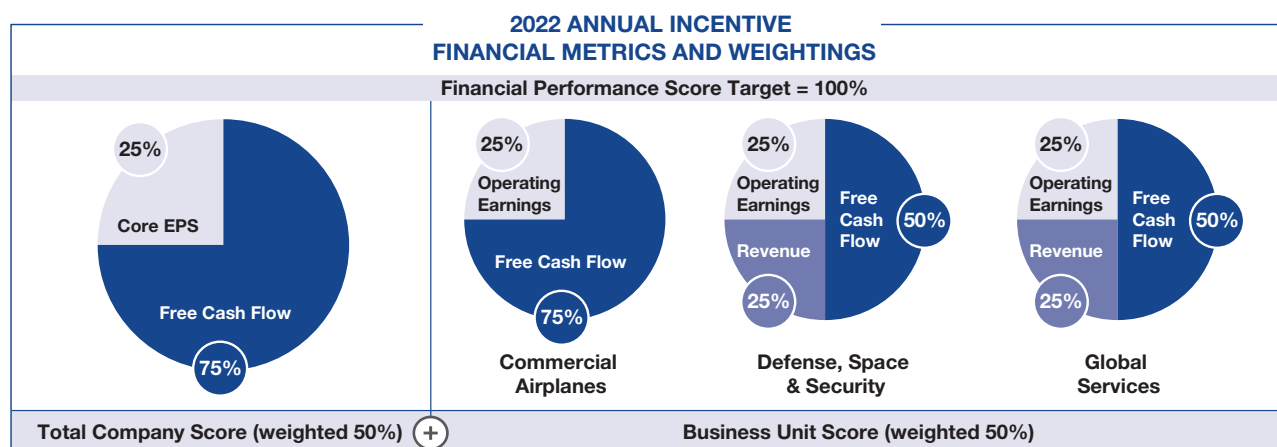 2022 ANNUAL INCENTIVE
FINANCIAL METRICS AND WEIGHTINGS
Financial Performance Score Target = 100%
25%
Core EPS
Free Cash Flow
75%
25%
Operating
Earnings
Free Cash Flow
75%
Commercial
Airplanes
25%
Operating
Earnings
Free
Cash
Flow
50%
Revenue
25%
Defense, Space
& Security
25%
Operating
Earnings
Free
Cash
Flow
50%
Revenue
25%
Global
Services
Total Company Score (weighted 50%)
+
Business Unit Score (weighted 50%)